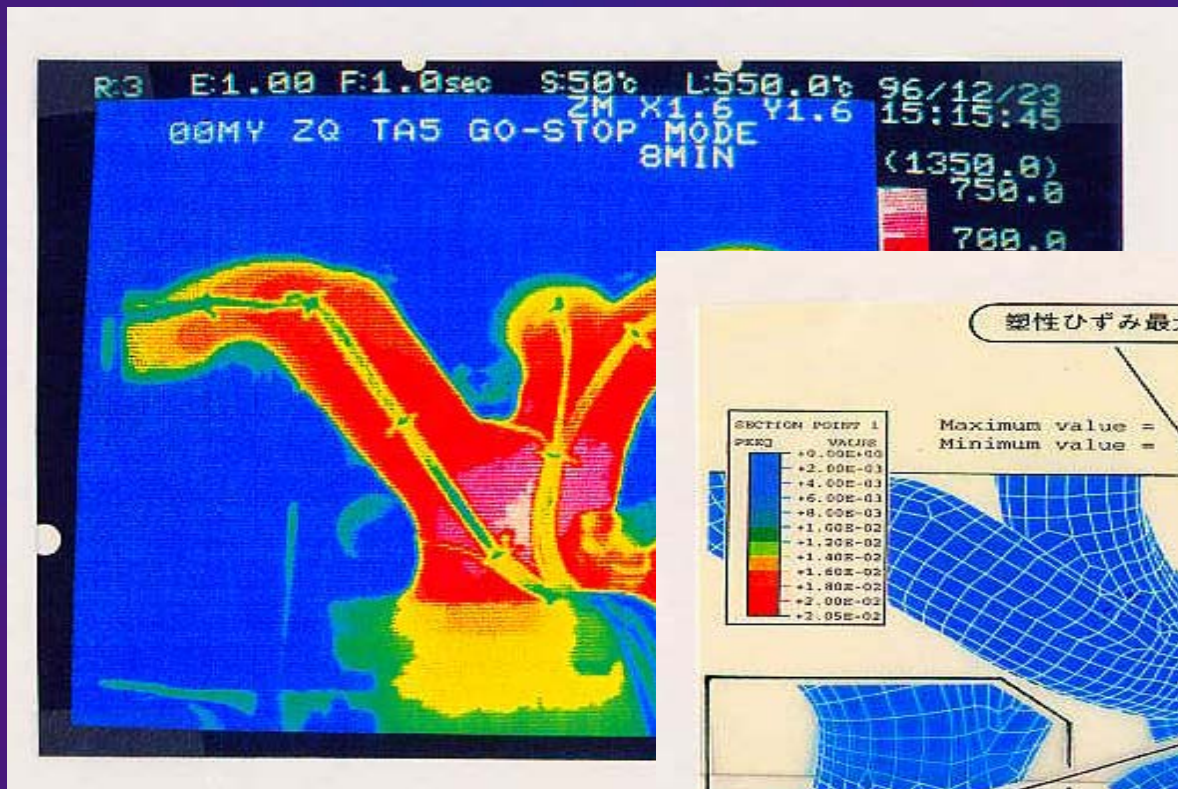 R:3 E:1.00 F:1.0sec S:50℃ L:550.0℃ 96/12/23
ZM X1.6 Y1.6 15:15:45
00MY ZQ TA5 GO-STOP MODE
8MIN
(1350.0)
750.0
700.0
塑性ひずみ最
Maximum value =
Minimum value =
SECTION POINT 1
PEEQ VALUE
+0.00E+00
+2.00E-03
+4.00E-03
+6.00E-03
+8.00E-03
+1.00E-02
+1.20E-02
+1.40E-02
+1.60E-02
+1.80E-02
+2.00E-02
+2.05E-02